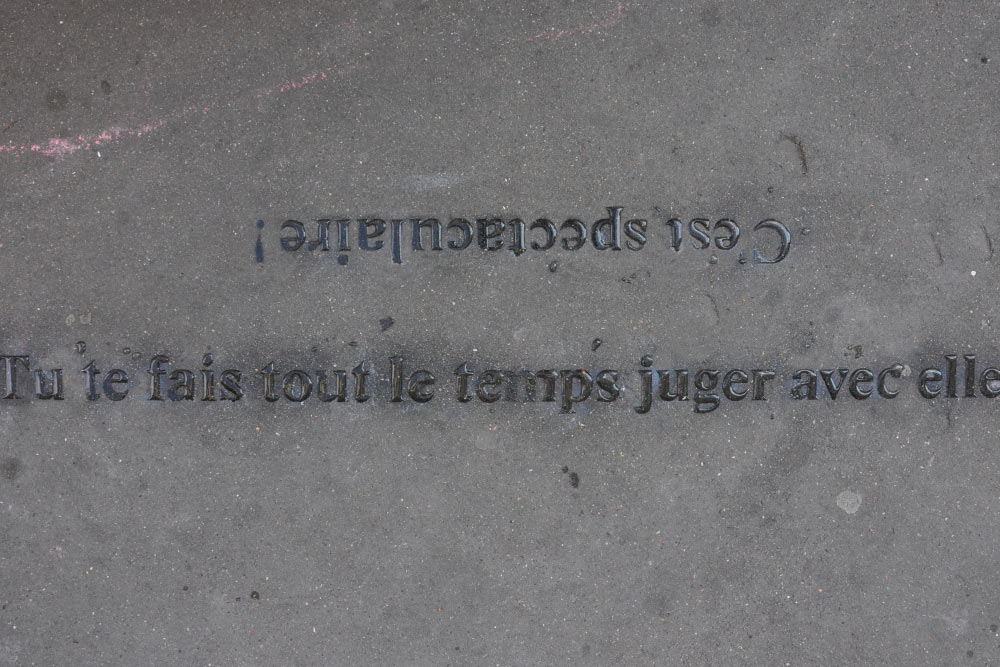 C'est spectaculaire !
Tu te fais tout le temps juger avec elle